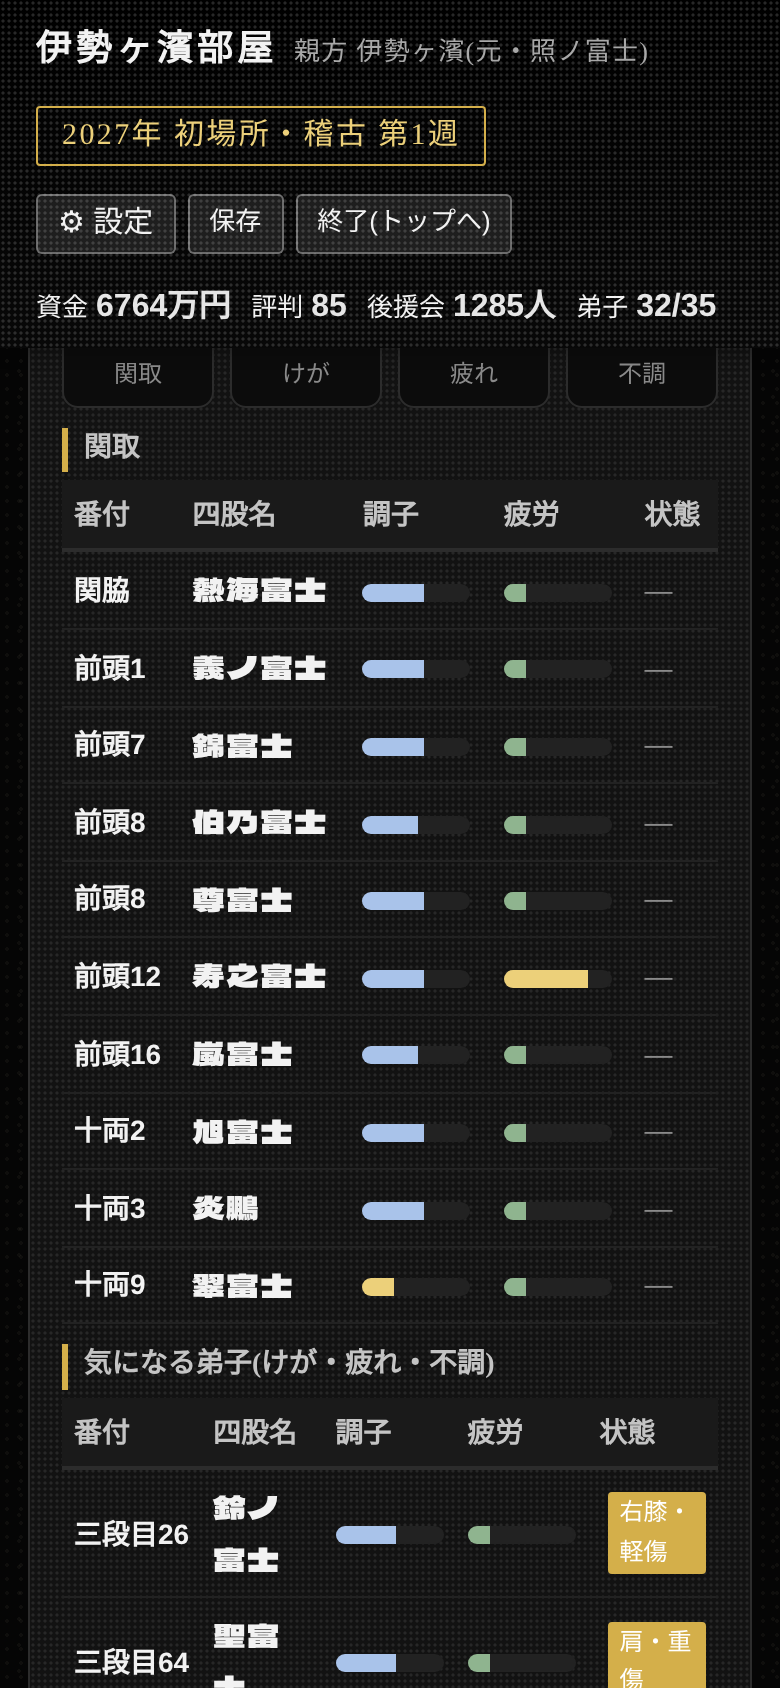 伊勢ヶ濱部屋 親方 伊勢ヶ濱(元・照ノ富士)
2027年 初場所・稽古 第1週
⚙ 設定 保存 終了(トップへ)
資金 6764万円 評判 85 後援会 1285人 弟子 32/35
関取 けが 疲れ 不調
関取
番付 四股名 調子 疲労 状態
関脇 熱海富士 —
前頭1 義ノ富士 —
前頭7 錦富士 —
前頭8 伯乃富士 —
前頭8 尊富士 —
前頭12 寿之富士 —
前頭16 嵐富士 —
十両2 旭富士 —
十両3 炎鵬 —
十両9 翠富士 —
気になる弟子(けが・疲れ・不調)
番付 四股名 調子 疲労 状態
三段目26 鈴ノ富士 右膝・軽傷
三段目64 聖富士 肩・重傷